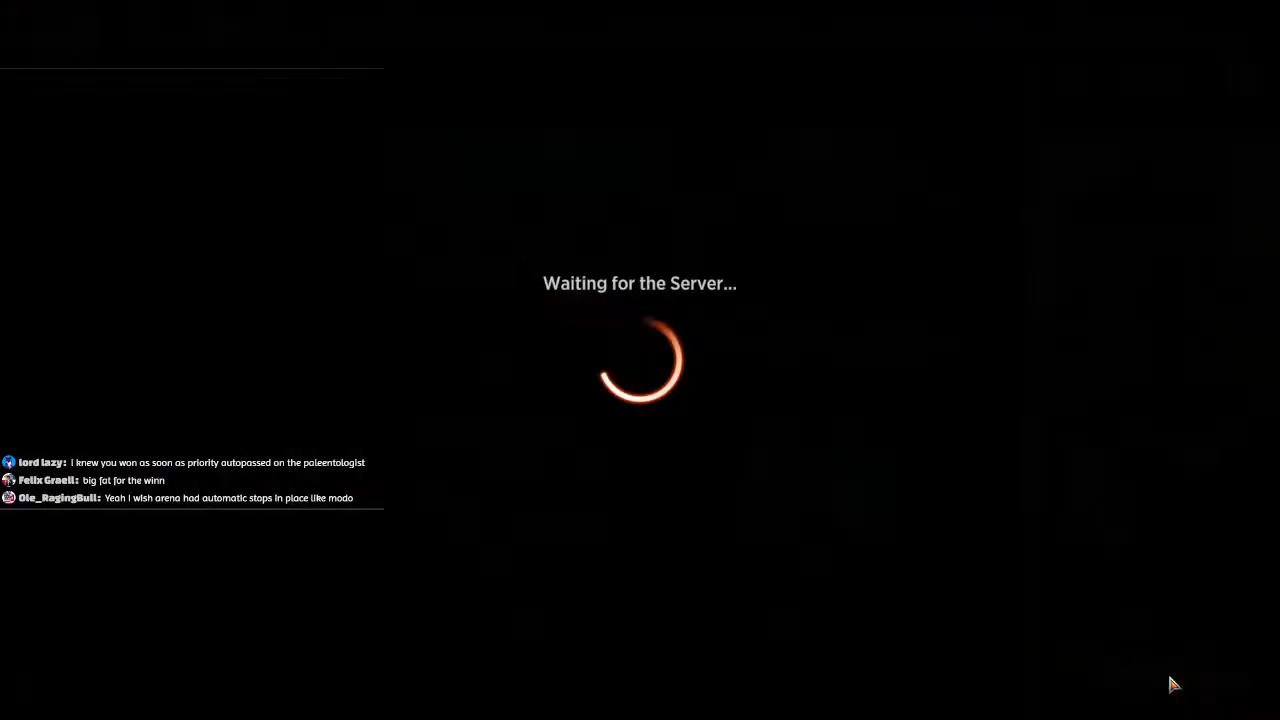 Waiting for the Server...
lord lazy: i knew you won as soon as priority autopassed on the paleentologist
Felix Graell: big fat for the winn
Ole_RagingBull: Yeah I wish arena had automatic stops in place like modo